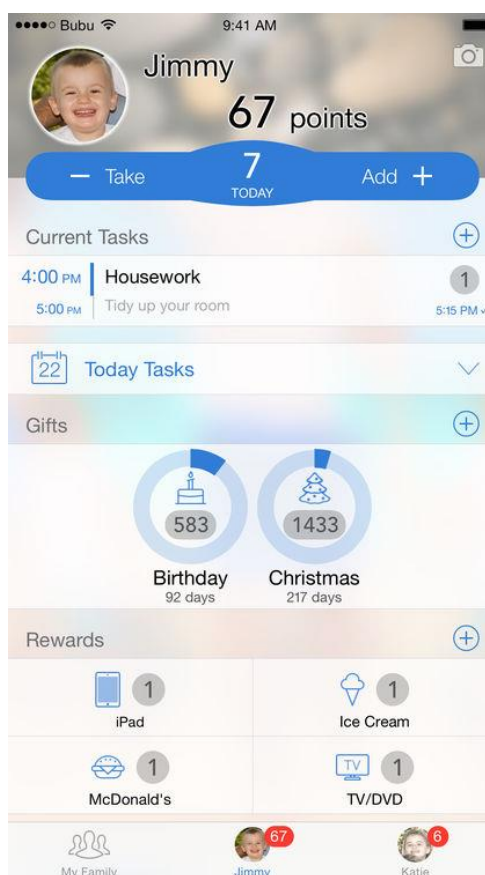 Bubu 9:41 AM
Jimmy
67 points
− Take 7 Add +
TODAY
Current Tasks
4:00 PM Housework 1
5:00 PM Tidy up your room 5:15 PM
22 Today Tasks
Gifts
583 1433
Birthday Christmas
92 days 217 days
Rewards
1 1
iPad Ice Cream
1 TV 1
McDonald's TV/DVD
67 6
My Family Jimmy Katie